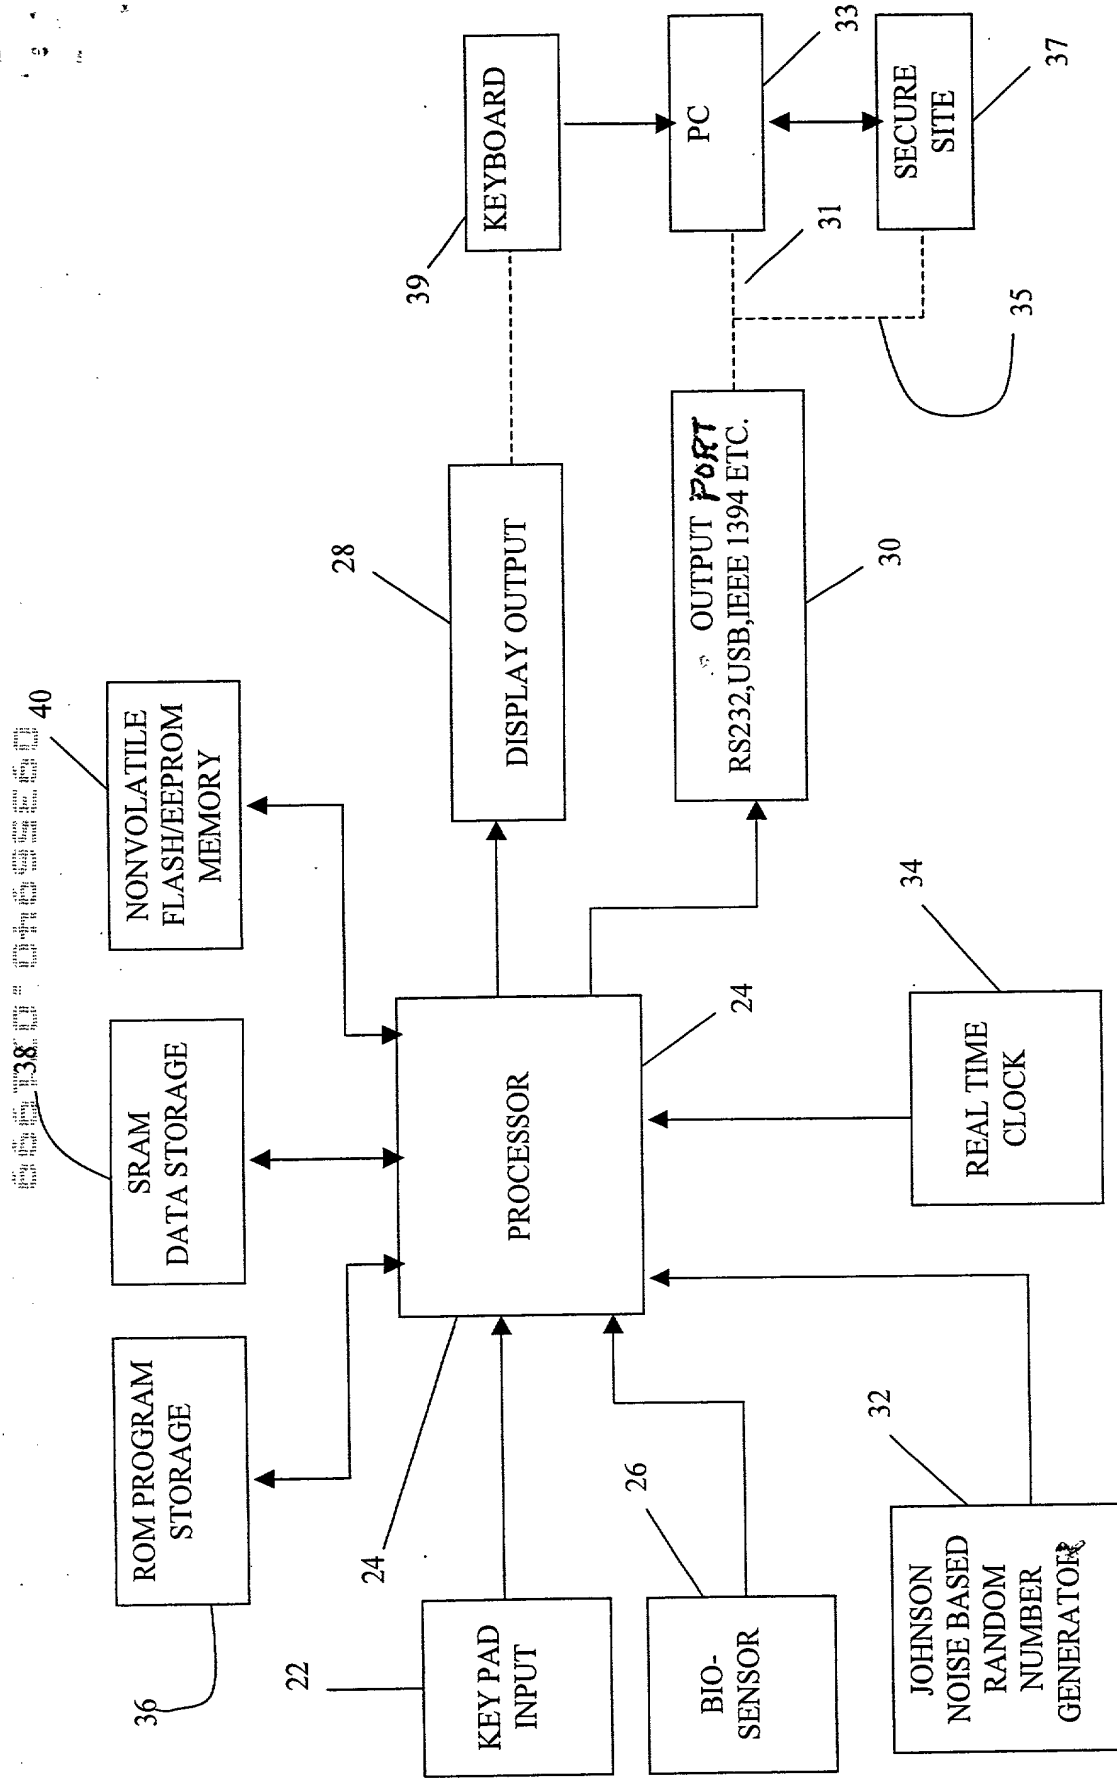 36
ROM PROGRAM
STORAGE
38
SRAM
DATA STORAGE
40
NONVOLATILE
FLASH/EEPROM
MEMORY
22
KEY PAD
INPUT
24
PROCESSOR
24
28
DISPLAY OUTPUT
39
KEYBOARD
26
BIO-
SENSOR
30
OUTPUT PORT
RS232,USB,IEEE 1394 ETC.
31
PC
33
35
SECURE
SITE
37
32
JOHNSON
NOISE BASED
RANDOM
NUMBER
GENERATOR
34
REAL TIME
CLOCK